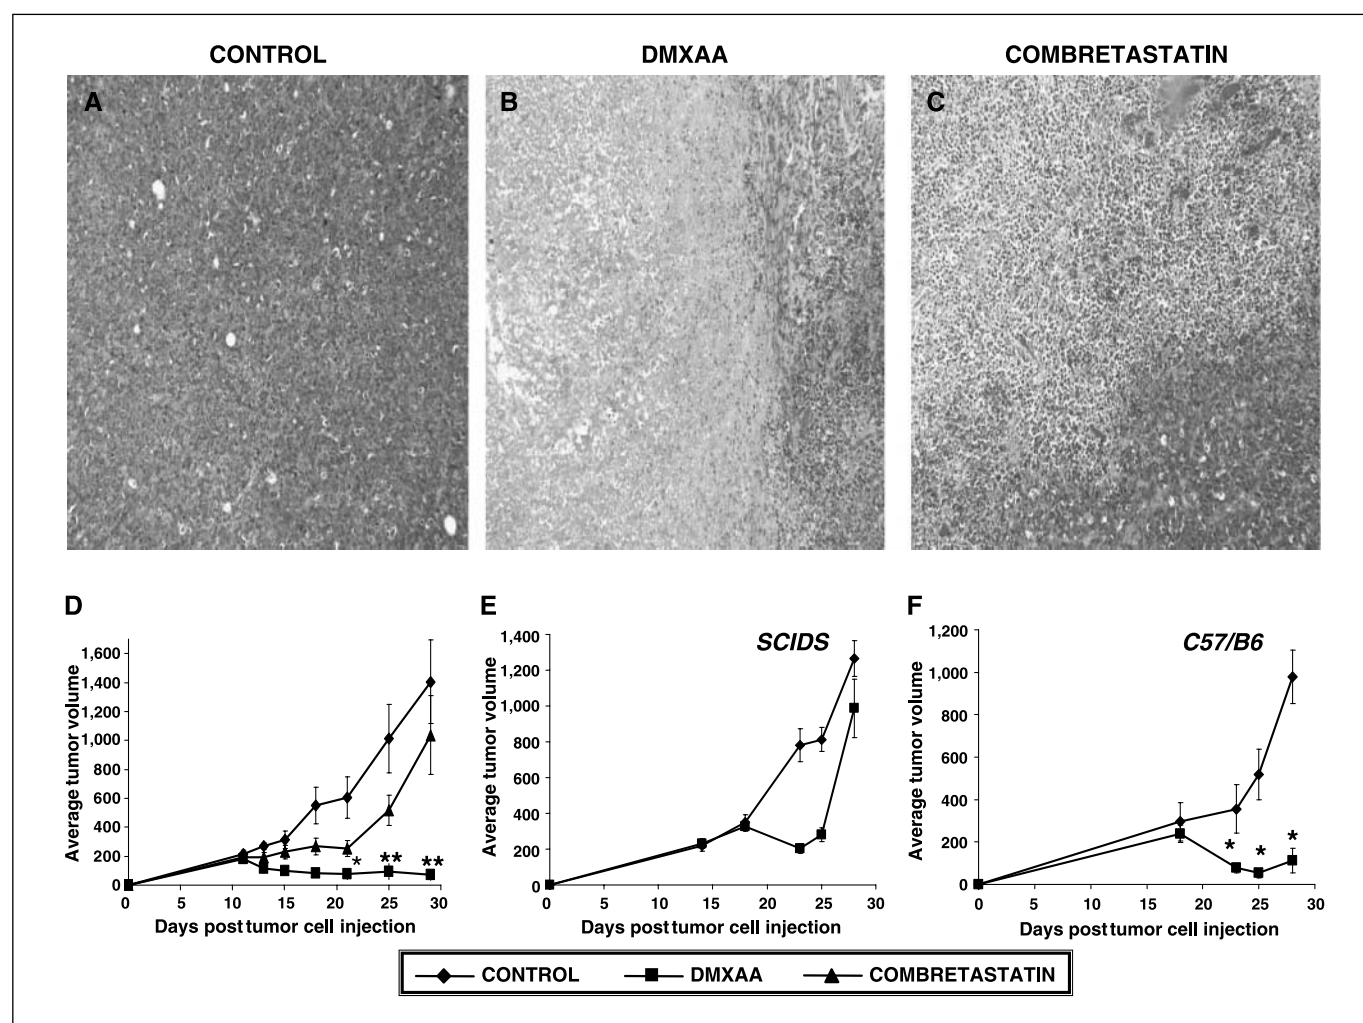 CONTROL
DMXAA
COMBRETASTATIN
A
B
C
D
1,600
1,400
1,200
1,000
800
600
400
200
0
Average tumor volume
* ** **
0 5 10 15 20 25 30
Days post tumor cell injection
E
SCIDS
1,400
1,200
1,000
800
600
400
200
0
Average tumor volume
0 5 10 15 20 25 30
Days post tumor cell injection
F
C57/B6
1,200
1,000
800
600
400
200
0
Average tumor volume
* * *
0 5 10 15 20 25 30
Days post tumor cell injection
CONTROL DMXAA COMBRETASTATIN